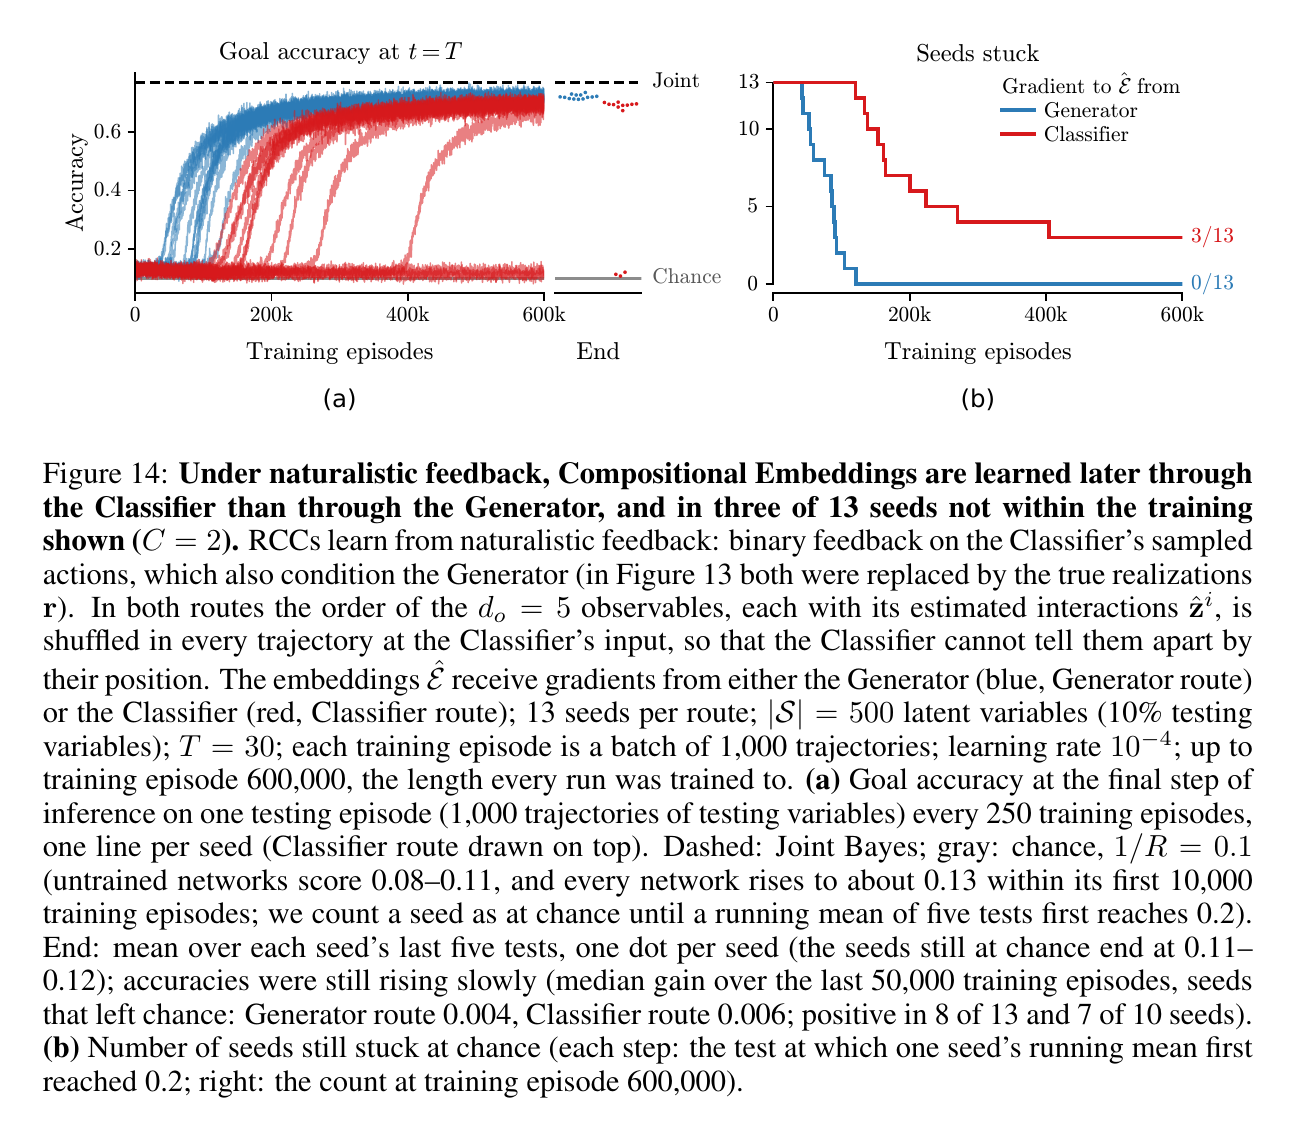 Goal accuracy at t = T
Joint
0.6
0.4
0.2
Accuracy
Chance
0 200k 400k 600k
Training episodes End
(a)
Seeds stuck
13
10
5
0
Gradient to Ê from
Generator
Classifier
3/13
0/13
0 200k 400k 600k
Training episodes
(b)
Figure 14: Under naturalistic feedback, Compositional Embeddings are learned later through
the Classifier than through the Generator, and in three of 13 seeds not within the training
shown (C = 2). RCCs learn from naturalistic feedback: binary feedback on the Classifier's sampled
actions, which also condition the Generator (in Figure 13 both were replaced by the true realizations
r). In both routes the order of the dₒ = 5 observables, each with its estimated interactions ẑⁱ, is
shuffled in every trajectory at the Classifier's input, so that the Classifier cannot tell them apart by
their position. The embeddings Ê receive gradients from either the Generator (blue, Generator route)
or the Classifier (red, Classifier route); 13 seeds per route; |S| = 500 latent variables (10% testing
variables); T = 30; each training episode is a batch of 1,000 trajectories; learning rate 10⁻⁴; up to
training episode 600,000, the length every run was trained to. (a) Goal accuracy at the final step of
inference on one testing episode (1,000 trajectories of testing variables) every 250 training episodes,
one line per seed (Classifier route drawn on top). Dashed: Joint Bayes; gray: chance, 1/R = 0.1
(untrained networks score 0.08–0.11, and every network rises to about 0.13 within its first 10,000
training episodes; we count a seed as at chance until a running mean of five tests first reaches 0.2).
End: mean over each seed's last five tests, one dot per seed (the seeds still at chance end at 0.11–
0.12); accuracies were still rising slowly (median gain over the last 50,000 training episodes, seeds
that left chance: Generator route 0.004, Classifier route 0.006; positive in 8 of 13 and 7 of 10 seeds).
(b) Number of seeds still stuck at chance (each step: the test at which one seed's running mean first
reached 0.2; right: the count at training episode 600,000).